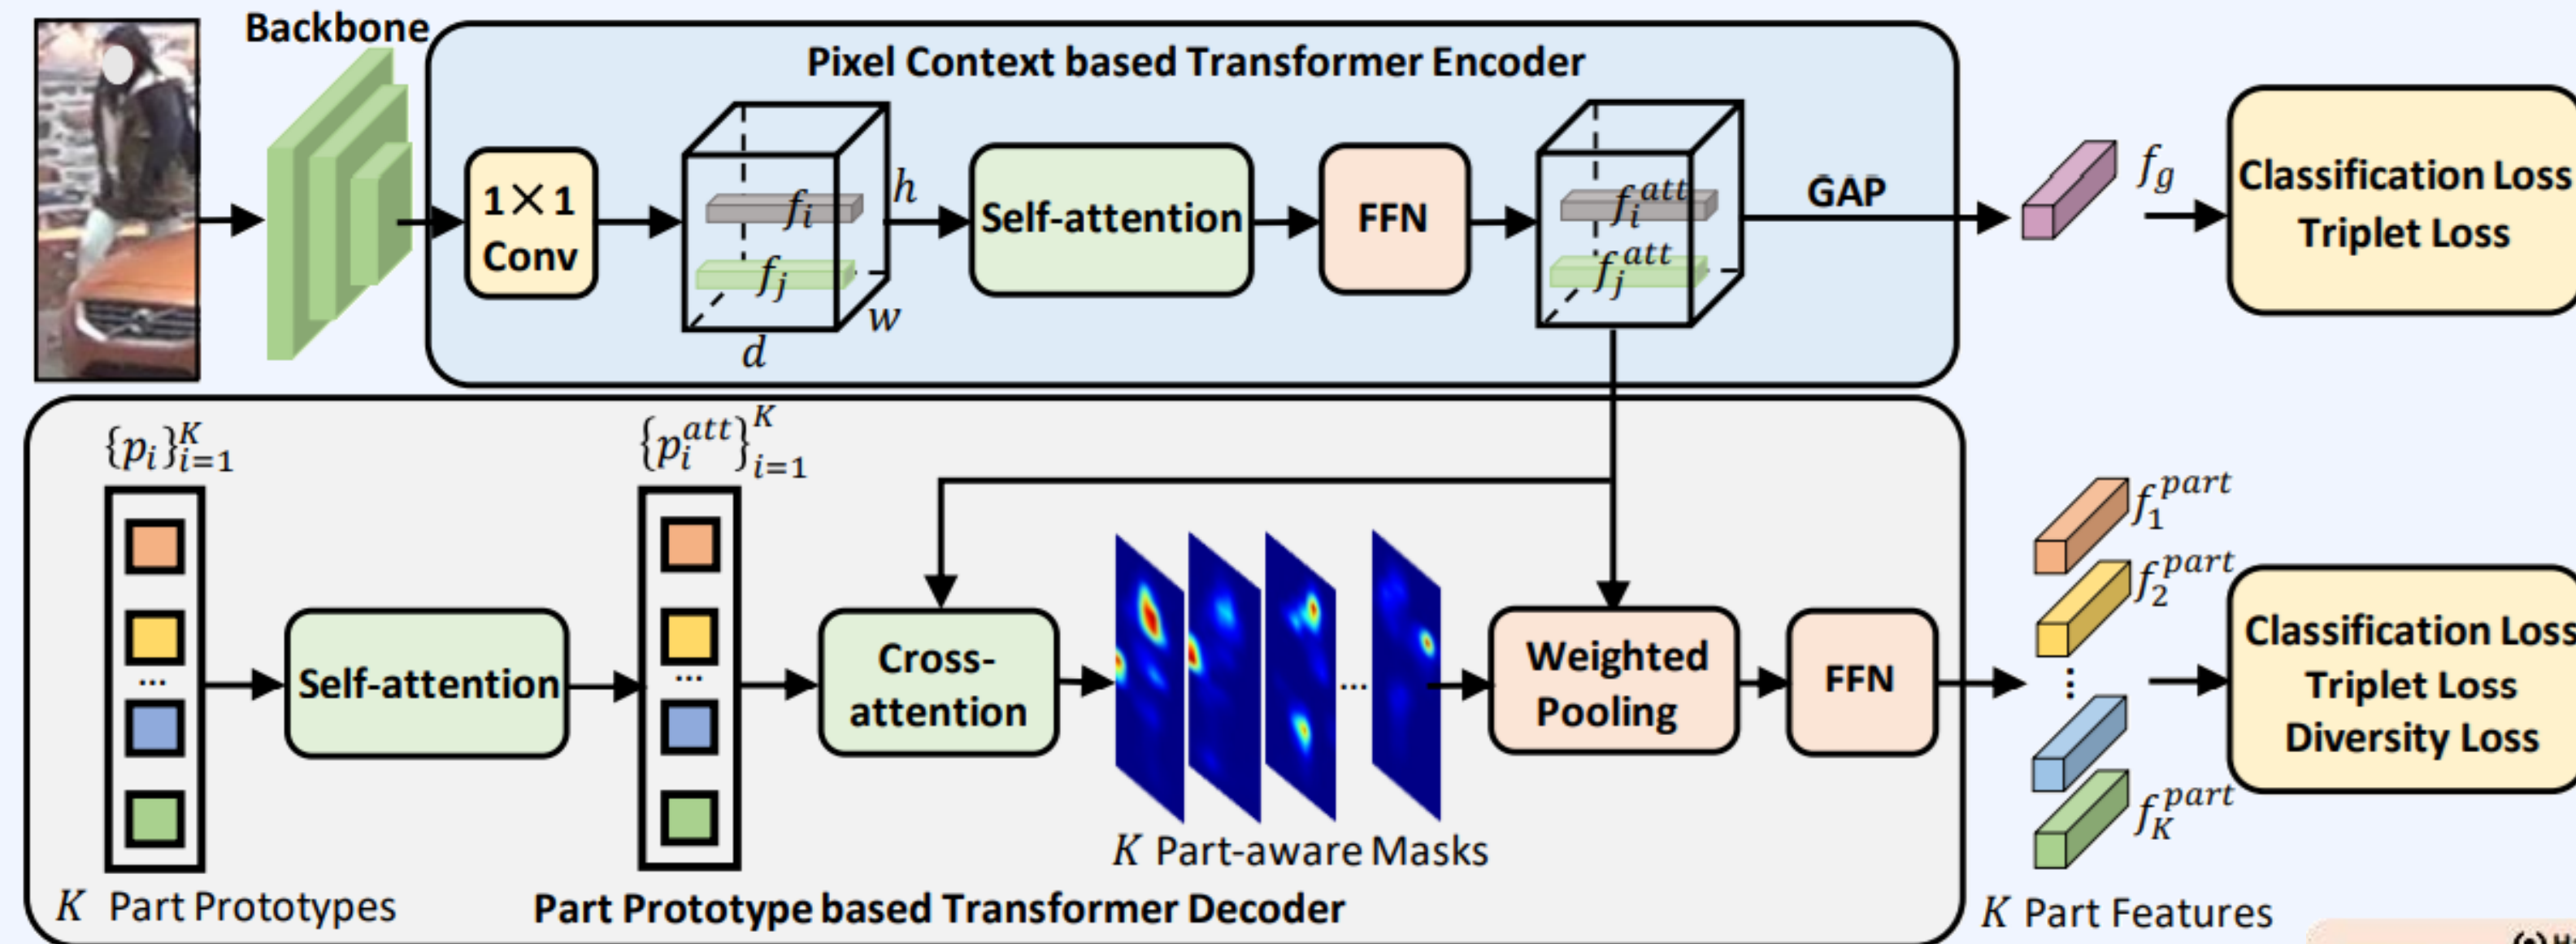 Backbone
Pixel Context based Transformer Encoder
1×1
Conv
f_i
f_j
h
w
d
Self-attention
FFN
f_i^{att}
f_j^{att}
GAP
f_g
Classification Loss
Triplet Loss
{p_i}_{i=1}^K
{p_i^{att}}_{i=1}^K
...
...
Self-attention
Cross-
attention
...
K Part-aware Masks
Weighted
Pooling
FFN
f_1^{part}
f_2^{part}
⋮
f_K^{part}
Classification Loss
Triplet Loss
Diversity Loss
K Part Prototypes
Part Prototype based Transformer Decoder
K Part Features